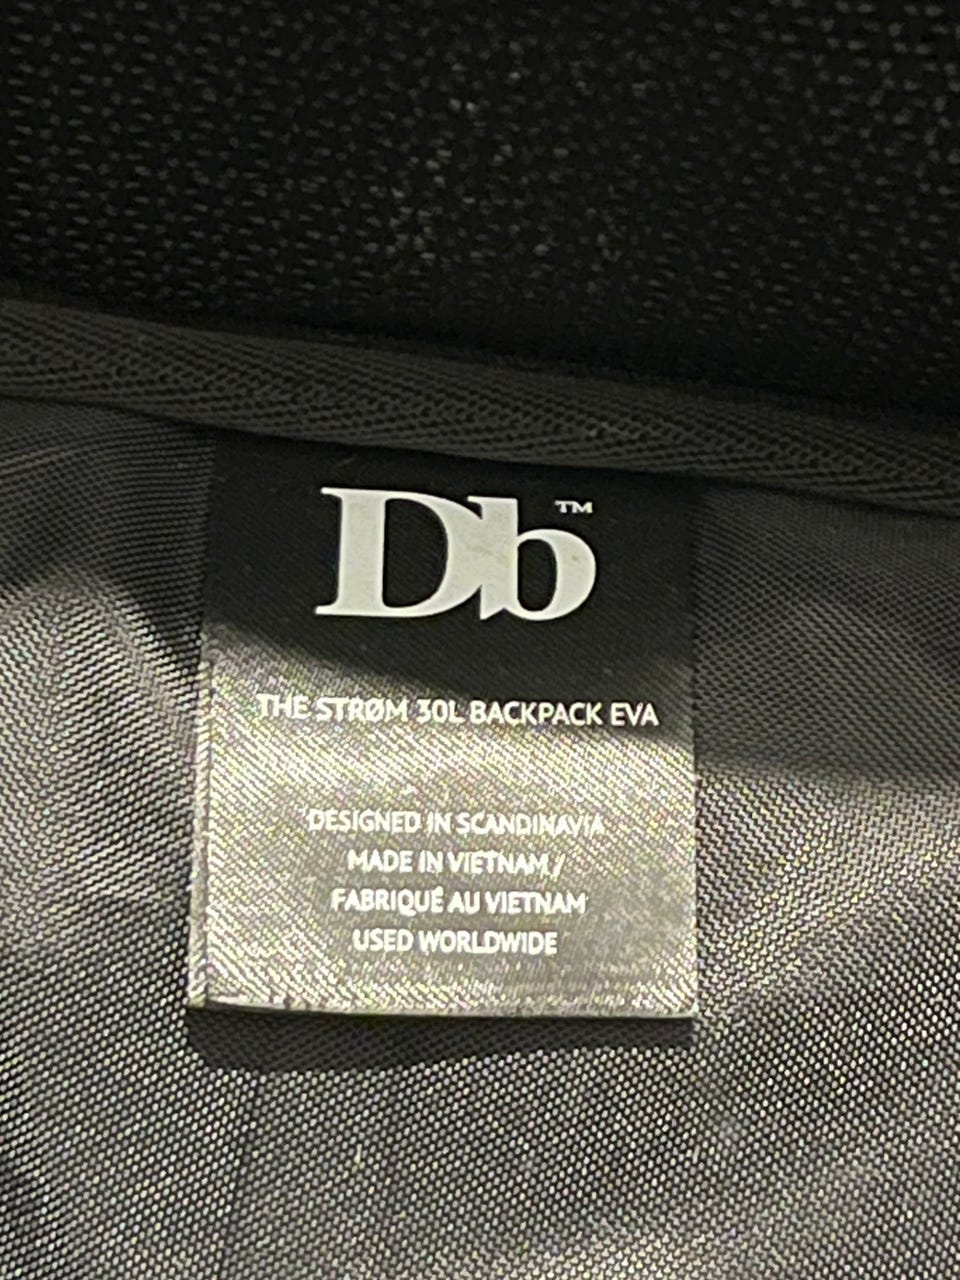 Db™
THE STRØM 30L BACKPACK EVA
DESIGNED IN SCANDINAVIA
MADE IN VIETNAM /
FABRIQUÉ AU VIETNAM
USED WORLDWIDE